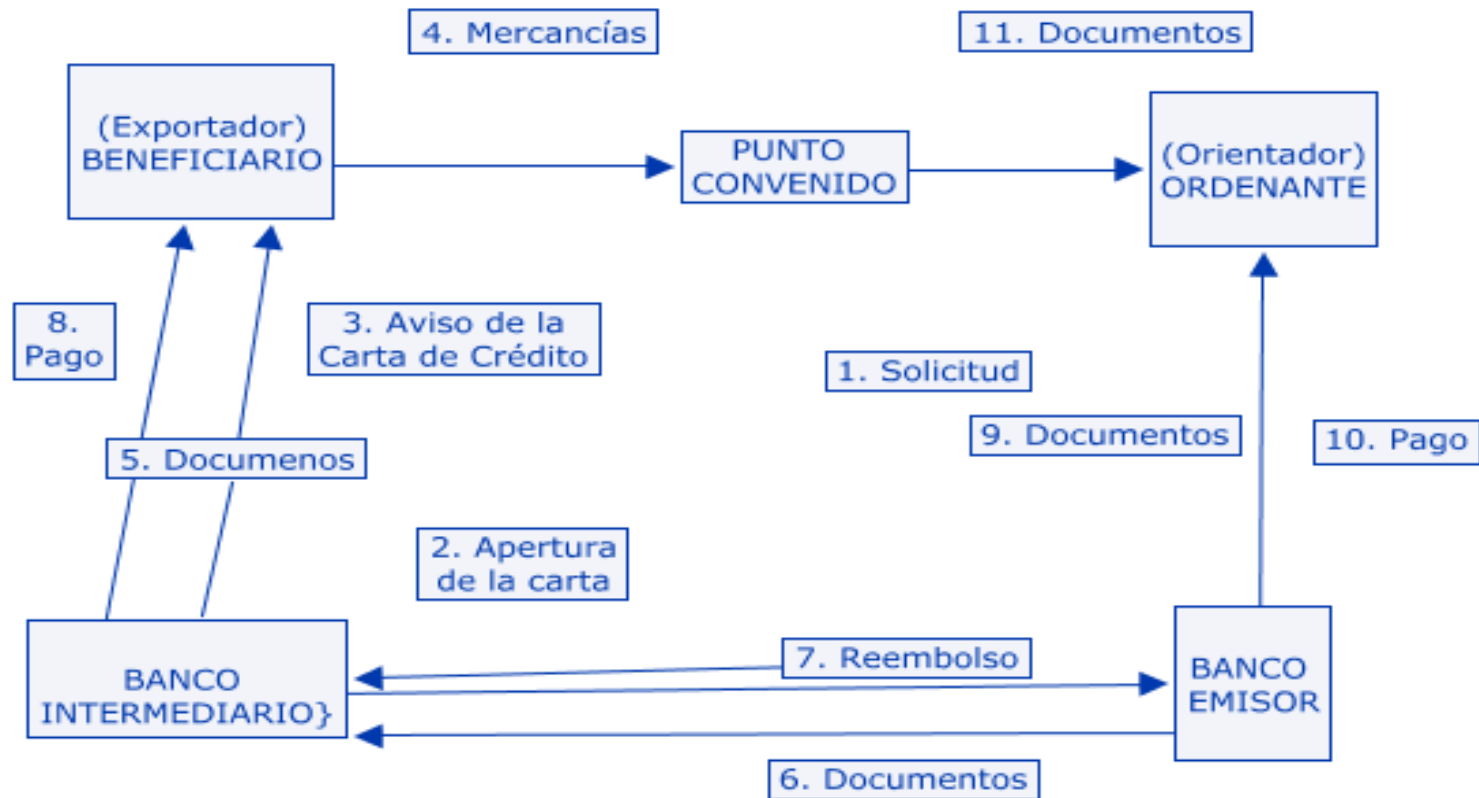 4. Mercancías
11. Documentos
(Exportador)
BENEFICIARIO
PUNTO
CONVENIDO
(Orientador)
ORDENANTE
8.
Pago
3. Aviso de la
Carta de Crédito
1. Solicitud
9. Documentos
10. Pago
5. Documenos
2. Apertura
de la carta
7. Reembolso
BANCO
INTERMEDIARIO}
BANCO
EMISOR
6. Documentos